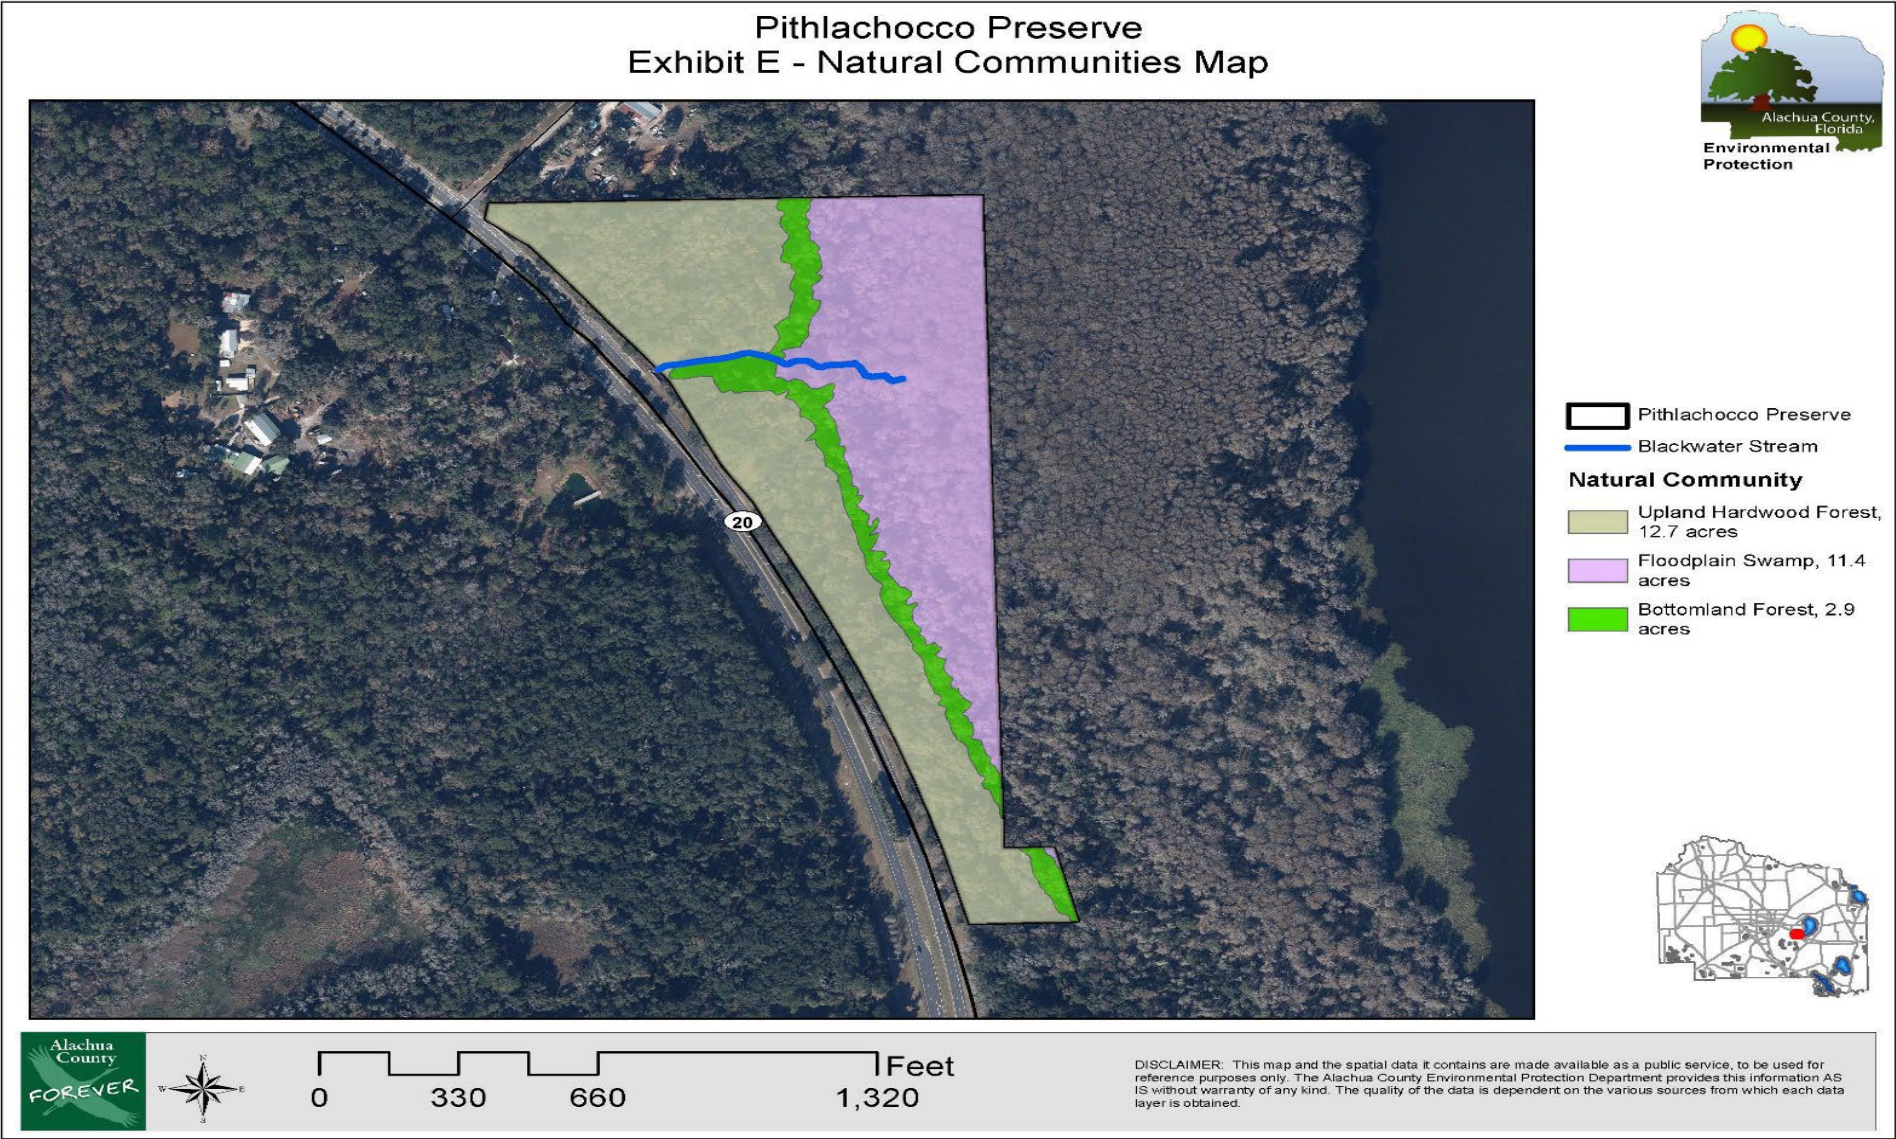 Pithlachocco Preserve
Exhibit E - Natural Communities Map
Alachua County,
Florida
Environmental
Protection
20
Pithlachocco Preserve
Blackwater Stream
Natural Community
Upland Hardwood Forest,
12.7 acres
Floodplain Swamp, 11.4
acres
Bottomland Forest, 2.9
acres
Alachua
County
FOREVER
N
W
E
S
Feet
0
330
660
1,320
DISCLAIMER: This map and the spatial data it contains are made available as a public service, to be used for
reference purposes only. The Alachua County Environmental Protection Department provides this information AS
IS without warranty of any kind. The quality of the data is dependent on the various sources from which each data
layer is obtained.